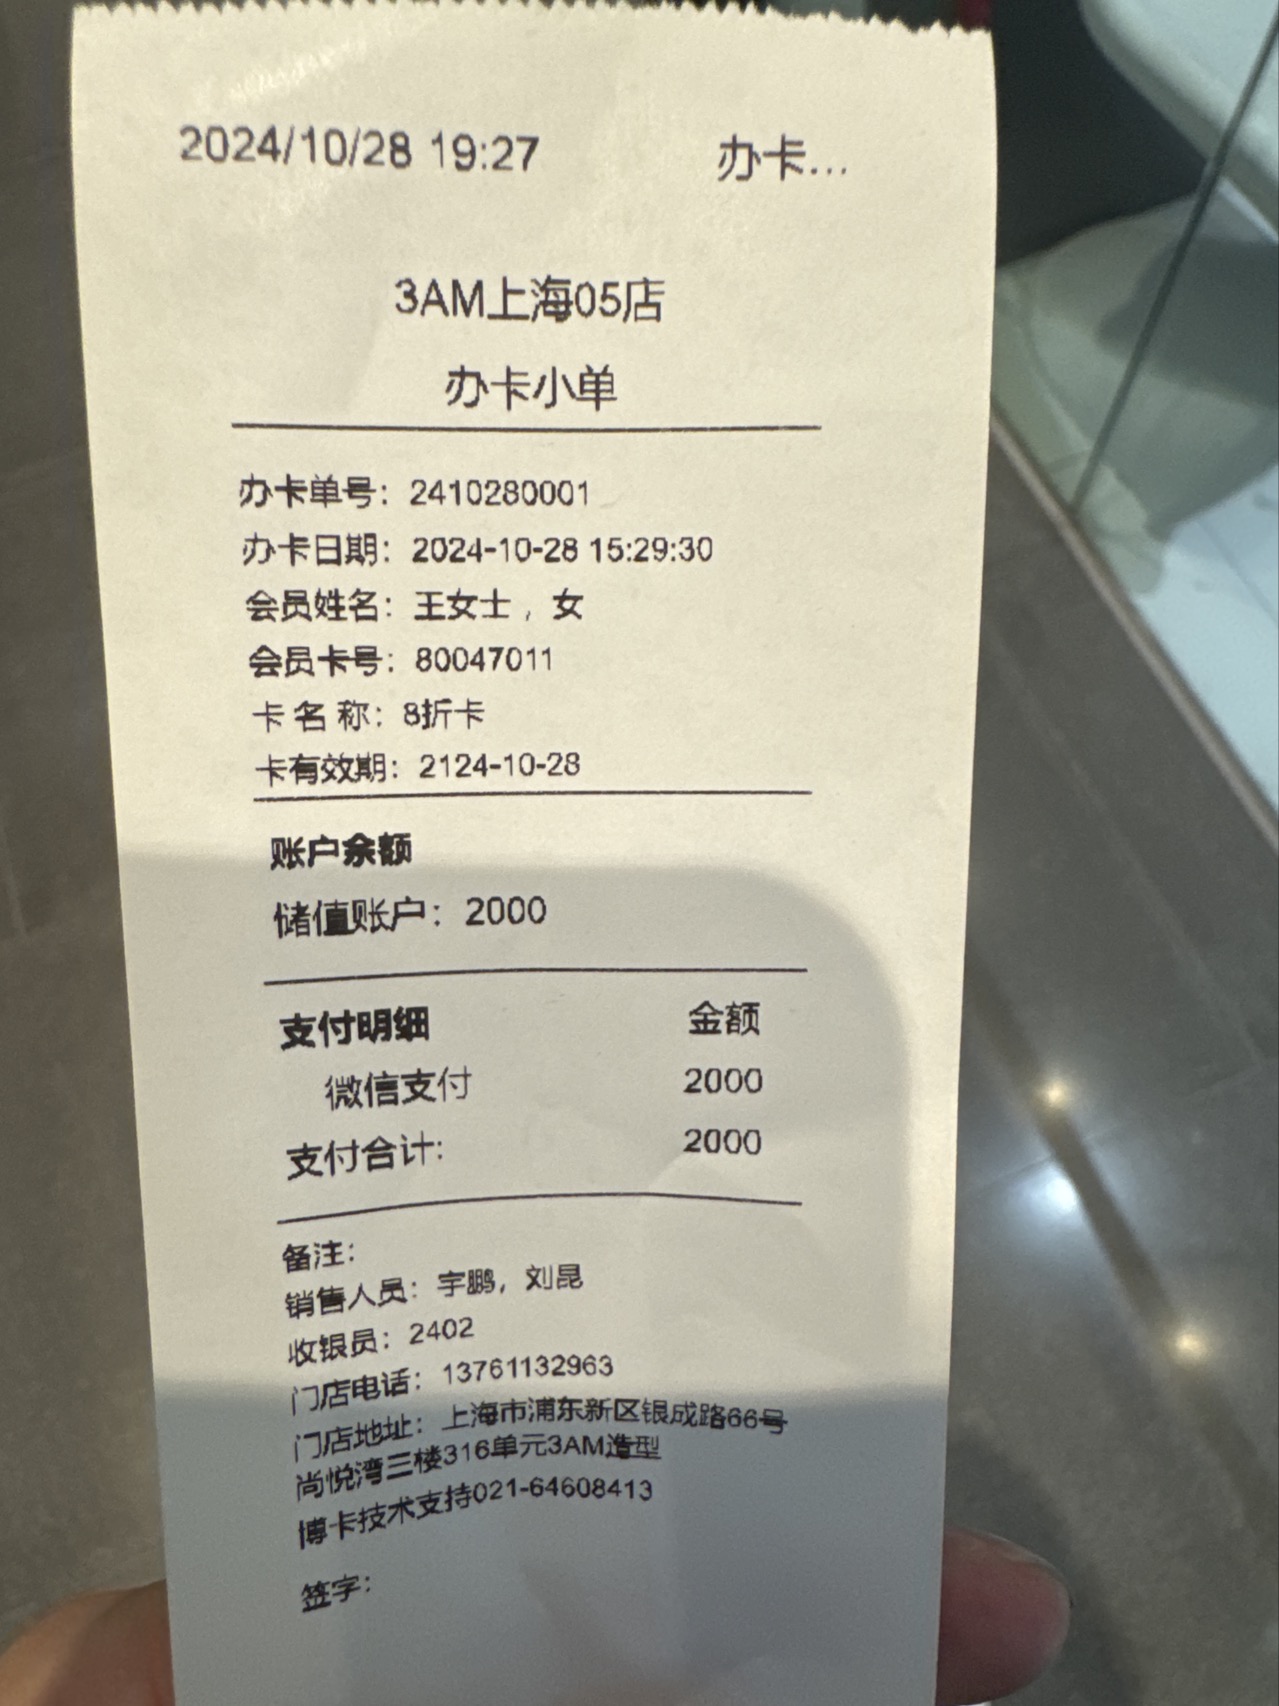 2024/10/28 19:27 办卡...
3AM上海05店
办卡小单
办卡单号：2410280001
办卡日期：2024-10-28 15:29:30
会员姓名：王女士，女
会员卡号：80047011
卡 名 称：8折卡
卡有效期：2124-10-28
账户余额
储值账户：2000
支付明细 金额
微信支付 2000
支付合计: 2000
备注：
销售人员：宇鹏，刘昆
收银员：2402
门店电话：13761132963
门店地址：上海市浦东新区银成路66号
尚悦湾三楼316单元3AM造型
博卡技术支持021-64608413
签字：